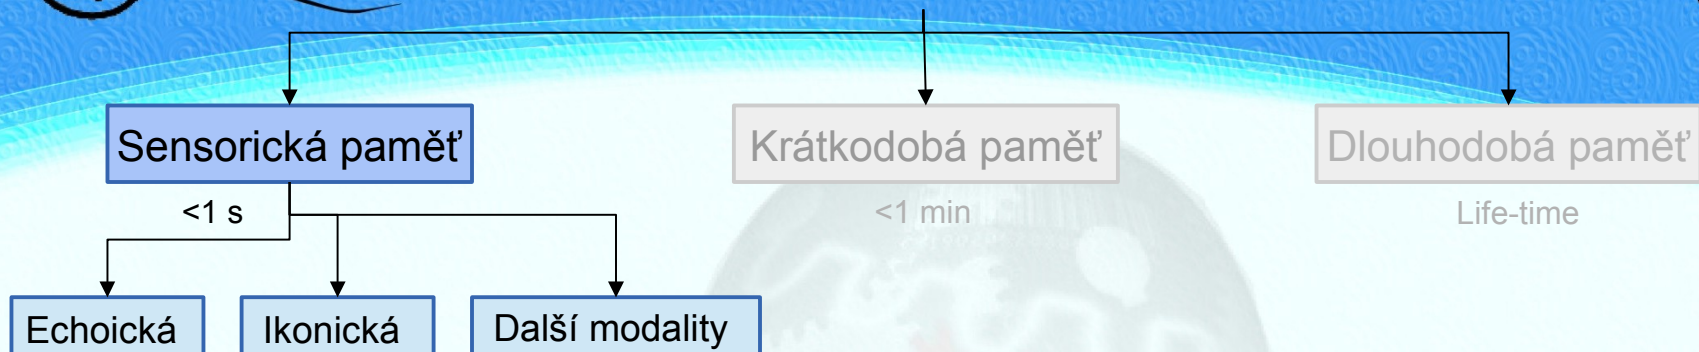 Sensorická paměť
Krátkodobá paměť
Dlouhodobá paměť
<1 s
<1 min
Life-time
Echoická
Ikonická
Další modality